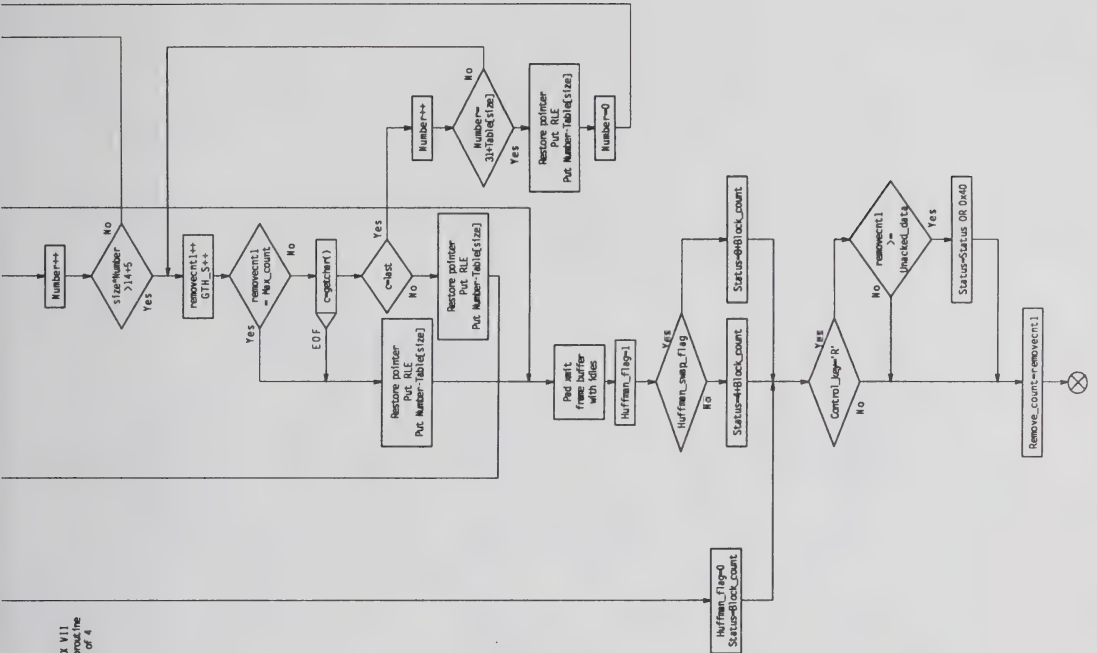 Number++
size*Number
>14+5
No
Yes
removecnt1++
GTH_S++
removecnt1
= Max_count
Yes
No
c=getchar()
EOF
c=last
Yes
No
Number++
Number=
31+Table[size]
No
Yes
Restore pointer
Put RLE
Put Number-Table[size]
Number=0
Restore pointer
Put RLE
Put Number-Table[size]
Restore pointer
Put RLE
Put Number-Table[size]
Pad xmit
frame buffer
with idles
Huffman_flag=1
Huffman_swap_flag
Yes
No
Status=8+Block_count
Status=4+Block_count
Huffman_flag=0
Status=Block_count
Control_key='R'
Yes
No
removecnt1
>=
Unacked_data
No
Yes
Status=Status OR 0x40
Remove_count=removecnt1
X VII
routine
of 4